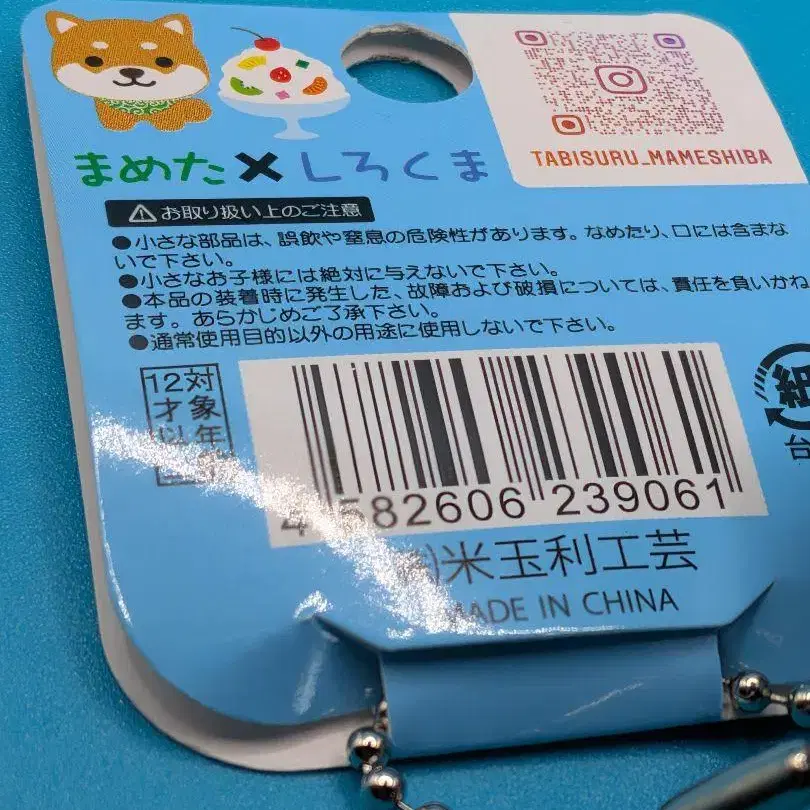 TABISURU_MAMESHIBA
まめた×しろくま
⚠お取り扱い上のご注意
●小さな部品は、誤飲や窒息の危険性があります。なめたり、口には含まな
いで下さい。
●小さなお子様には絶対に与えないで下さい。
●本品の装着時に発生した、故障および破損については、責任を負いかね
ます。あらかじめご了承下さい。
●通常使用目的以外の用途に使用しないで下さい。
対象年齢
12才以
4582606239061
㈱米玉利工芸
MADE IN CHINA
台